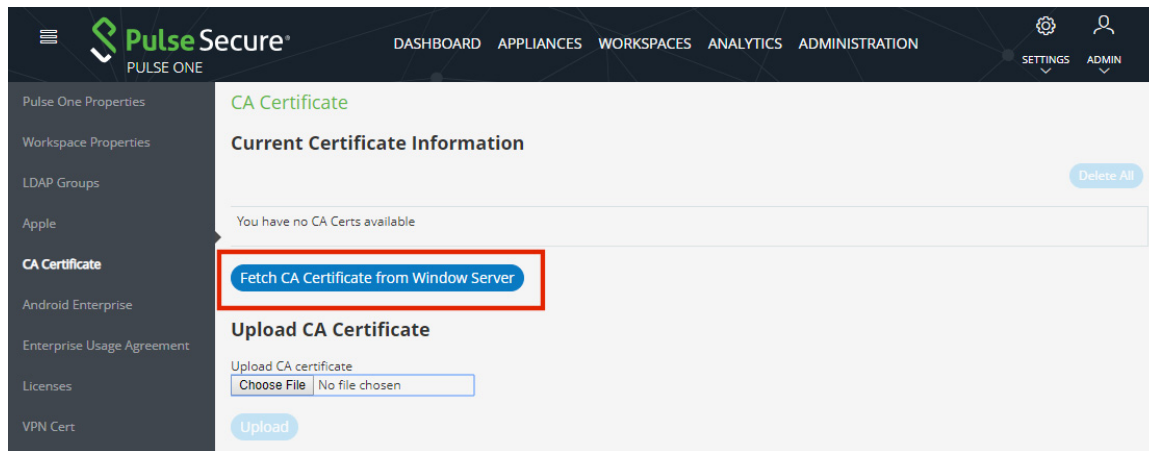 Pulse Secure®
PULSE ONE
DASHBOARD APPLIANCES WORKSPACES ANALYTICS ADMINISTRATION
SETTINGS
ADMIN
Pulse One Properties
Workspace Properties
LDAP Groups
Apple
CA Certificate
Android Enterprise
Enterprise Usage Agreement
Licenses
VPN Cert
CA Certificate
Current Certificate Information
Delete All
You have no CA Certs available
Fetch CA Certificate from Window Server
Upload CA Certificate
Upload CA certificate
Choose File No file chosen
Upload